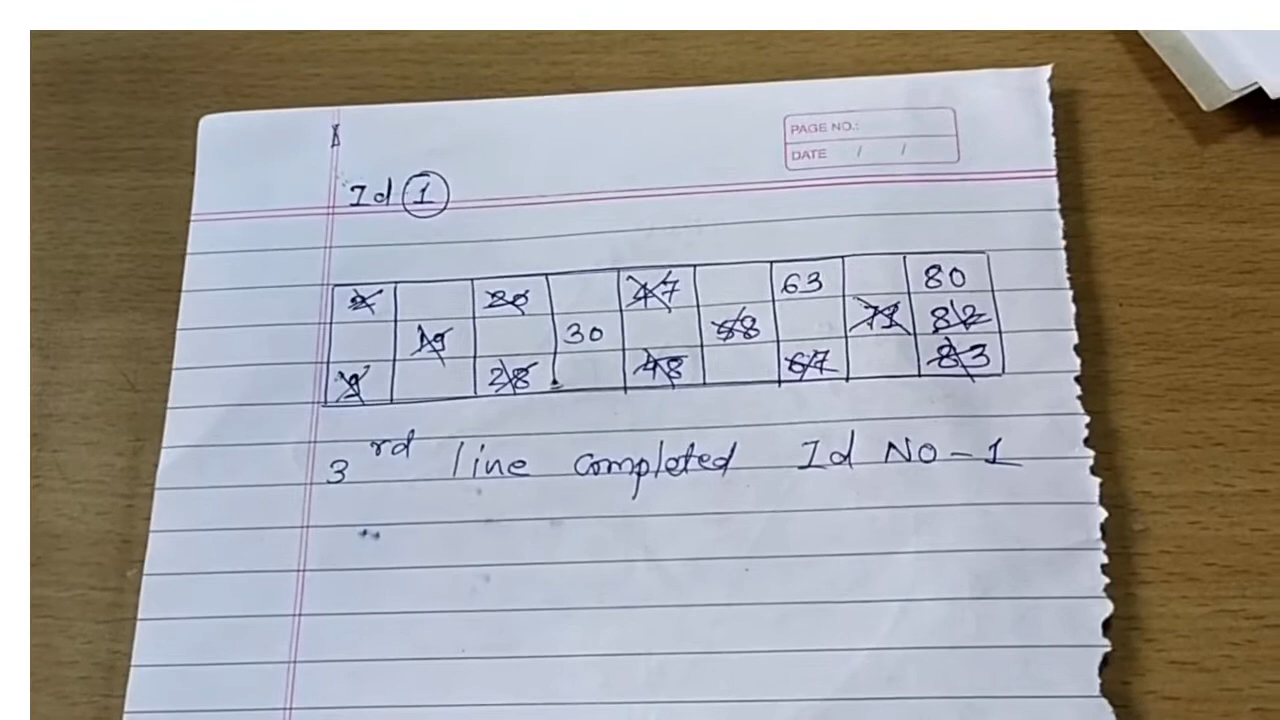 PAGE NO.:
DATE / /
Id 1
2 20 47 63 80
19 30 58 71 82
9 28 48 67 83
3rd line completed Id NO - 1